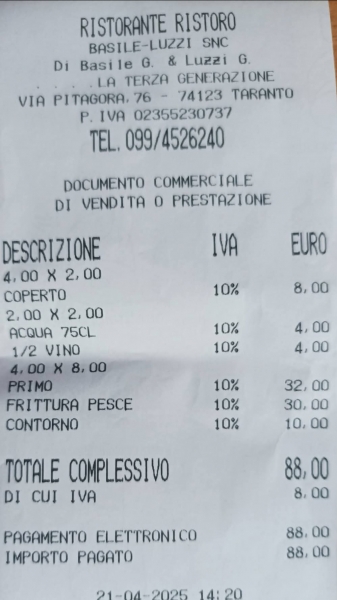 RISTORANTE RISTORO
BASILE-LUZZI SNC
Di Basile G. & Luzzi G.
. . . .LA TERZA GENERAZIONE
VIA PITAGORA,76 - 74123 TARANTO
P. IVA 02355230737
TEL. 099/4526240
DOCUMENTO COMMERCIALE
DI VENDITA O PRESTAZIONE
DESCRIZIONE IVA EURO
4,00 X 2,00
COPERTO 10% 8,00
2,00 X 2,00
ACQUA 75CL 10% 4,00
1/2 VINO 10% 4,00
4,00 X 8,00
PRIMO 10% 32,00
FRITTURA PESCE 10% 30,00
CONTORNO 10% 10,00
TOTALE COMPLESSIVO 88,00
DI CUI IVA 8,00
PAGAMENTO ELETTRONICO 88,00
IMPORTO PAGATO 88,00
21-04-2025 14:20